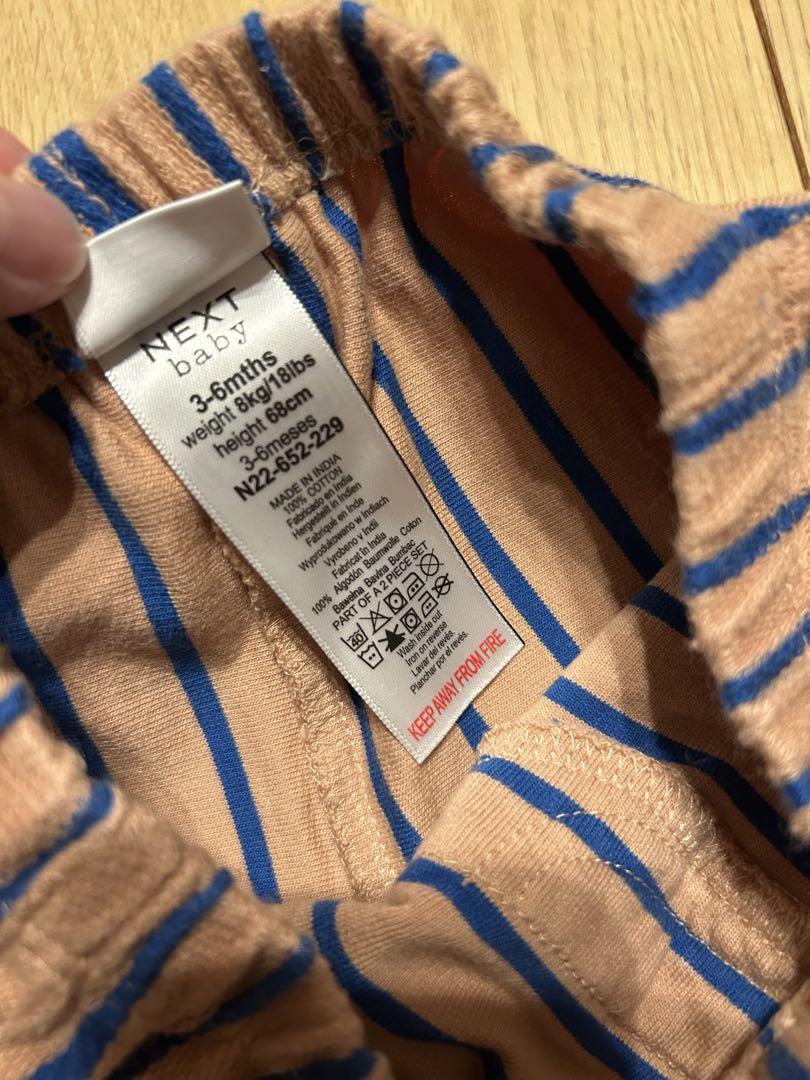 NEXT
baby
3-6mths
weight 8kg/18lbs
height 68cm
3-6meses
N22-652-229
MADE IN INDIA
100% COTTON
Fabricado en India
Hergestellt in Indien
Fabriqué en Inde
Wyprodukowano w Indiach
Vyrobeno v Indii
Fabricat în India
100% Algodón Baumwolle Coton
Bawełna Bavlna Bumbac
PART OF A 2 PIECE SET
40
Wash inside out
Iron on reverse
Lavar del revés.
Planchar por el revés.
KEEP AWAY FROM FIRE